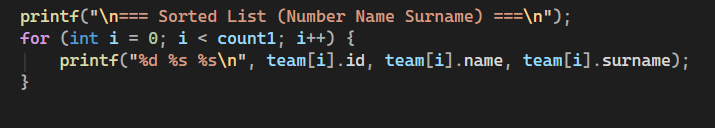 printf("\n=== Sorted List (Number Name Surname) ===\n");
for (int i = 0; i < count1; i++) {
    printf("%d %s %s\n", team[i].id, team[i].name, team[i].surname);
}